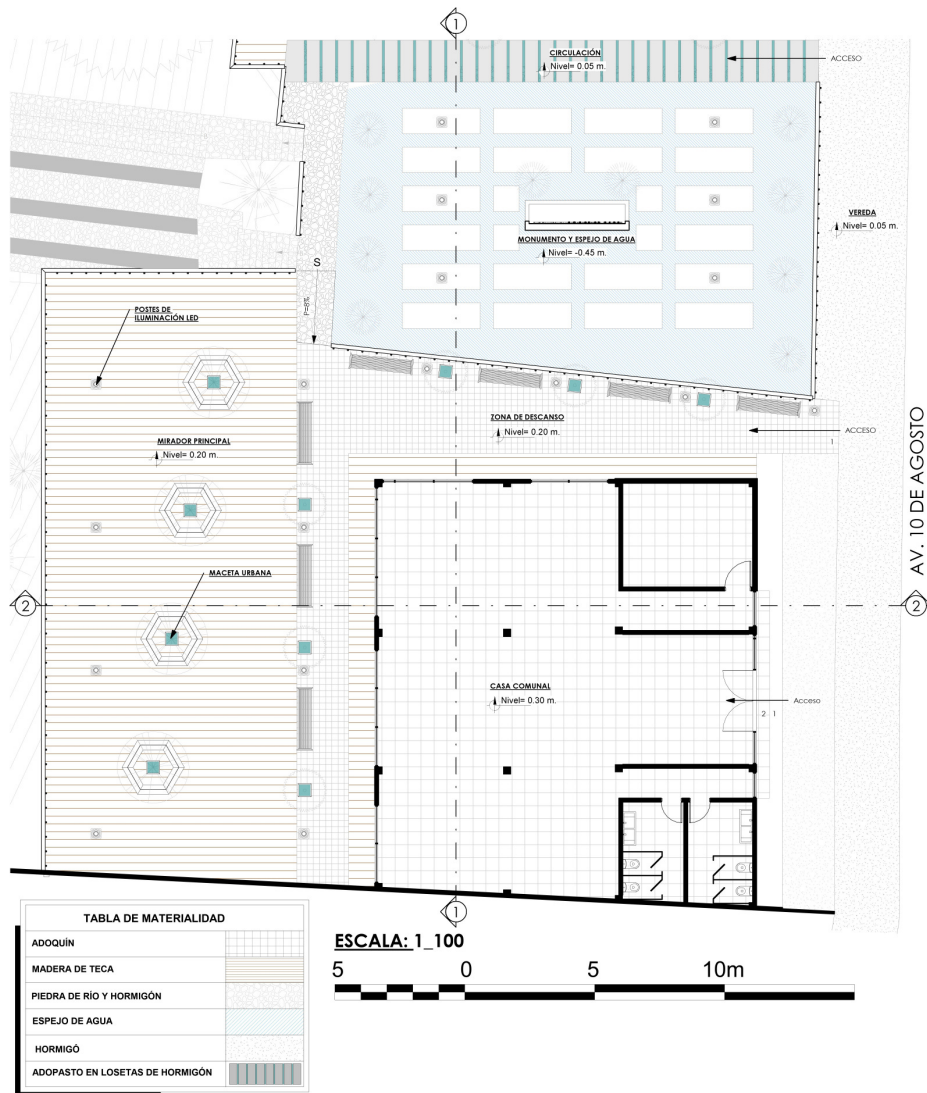 1
CIRCULACIÓN
Nivel= 0.05 m.
ACCESO
VEREDA
Nivel= 0.05 m.
MONUMENTO Y ESPEJO DE AGUA
Nivel= -0.45 m.
S
P=8%
POSTES DE
ILUMINACIÓN LED
ZONA DE DESCANSO
Nivel= 0.20 m.
ACCESO
1
MIRADOR PRINCIPAL
Nivel= 0.20 m.
AV. 10 DE AGOSTO
MACETA URBANA
2
2
CASA COMUNAL
Nivel= 0.30 m.
Acceso
2 1
1
TABLA DE MATERIALIDAD
ADOQUÍN
MADERA DE TECA
PIEDRA DE RÍO Y HORMIGÓN
ESPEJO DE AGUA
HORMIGÓ
ADOPASTO EN LOSETAS DE HORMIGÓN
ESCALA: 1_100
5 0 5 10m